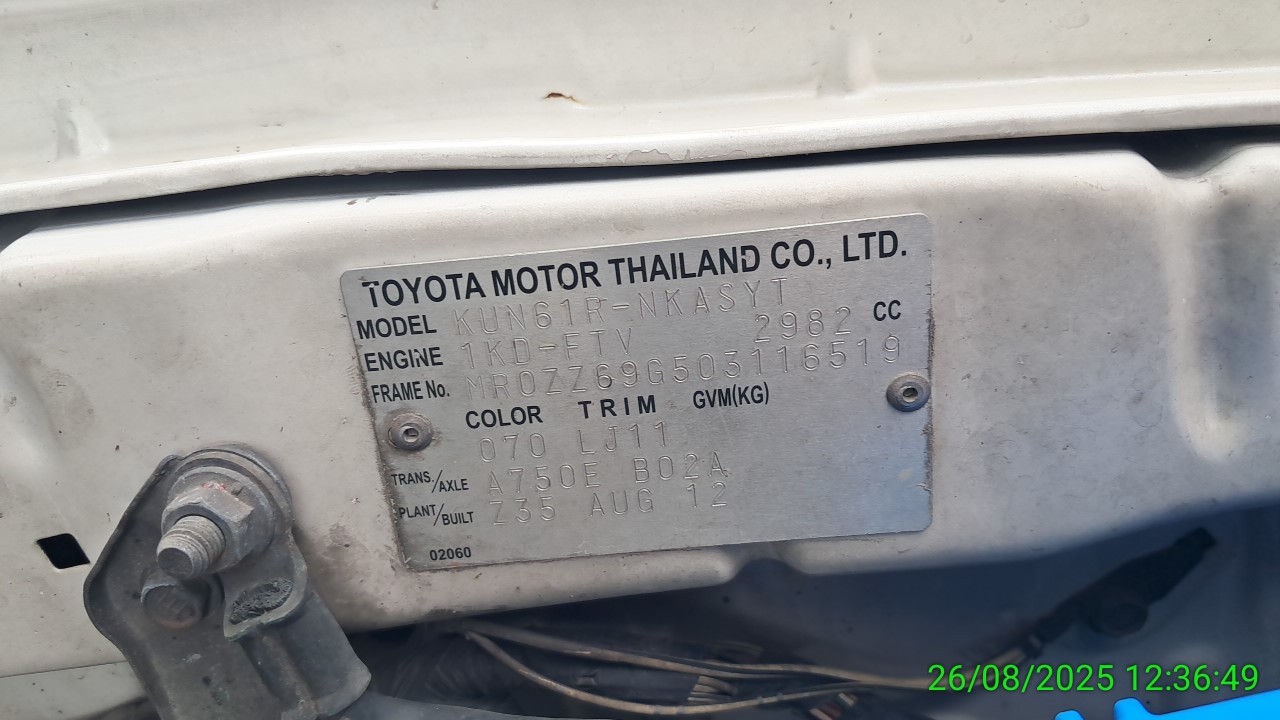 TOYOTA MOTOR THAILAND CO., LTD.
MODEL KUN61R-NKASYT
ENGINE 1KD-FTV 2982 CC
FRAME No. MR0ZZ69G503116519
COLOR TRIM GVM(KG)
070 LJ11
TRANS./AXLE A750E B02A
PLANT/BUILT Z35 AUG 12
02060
26/08/2025 12:36:49